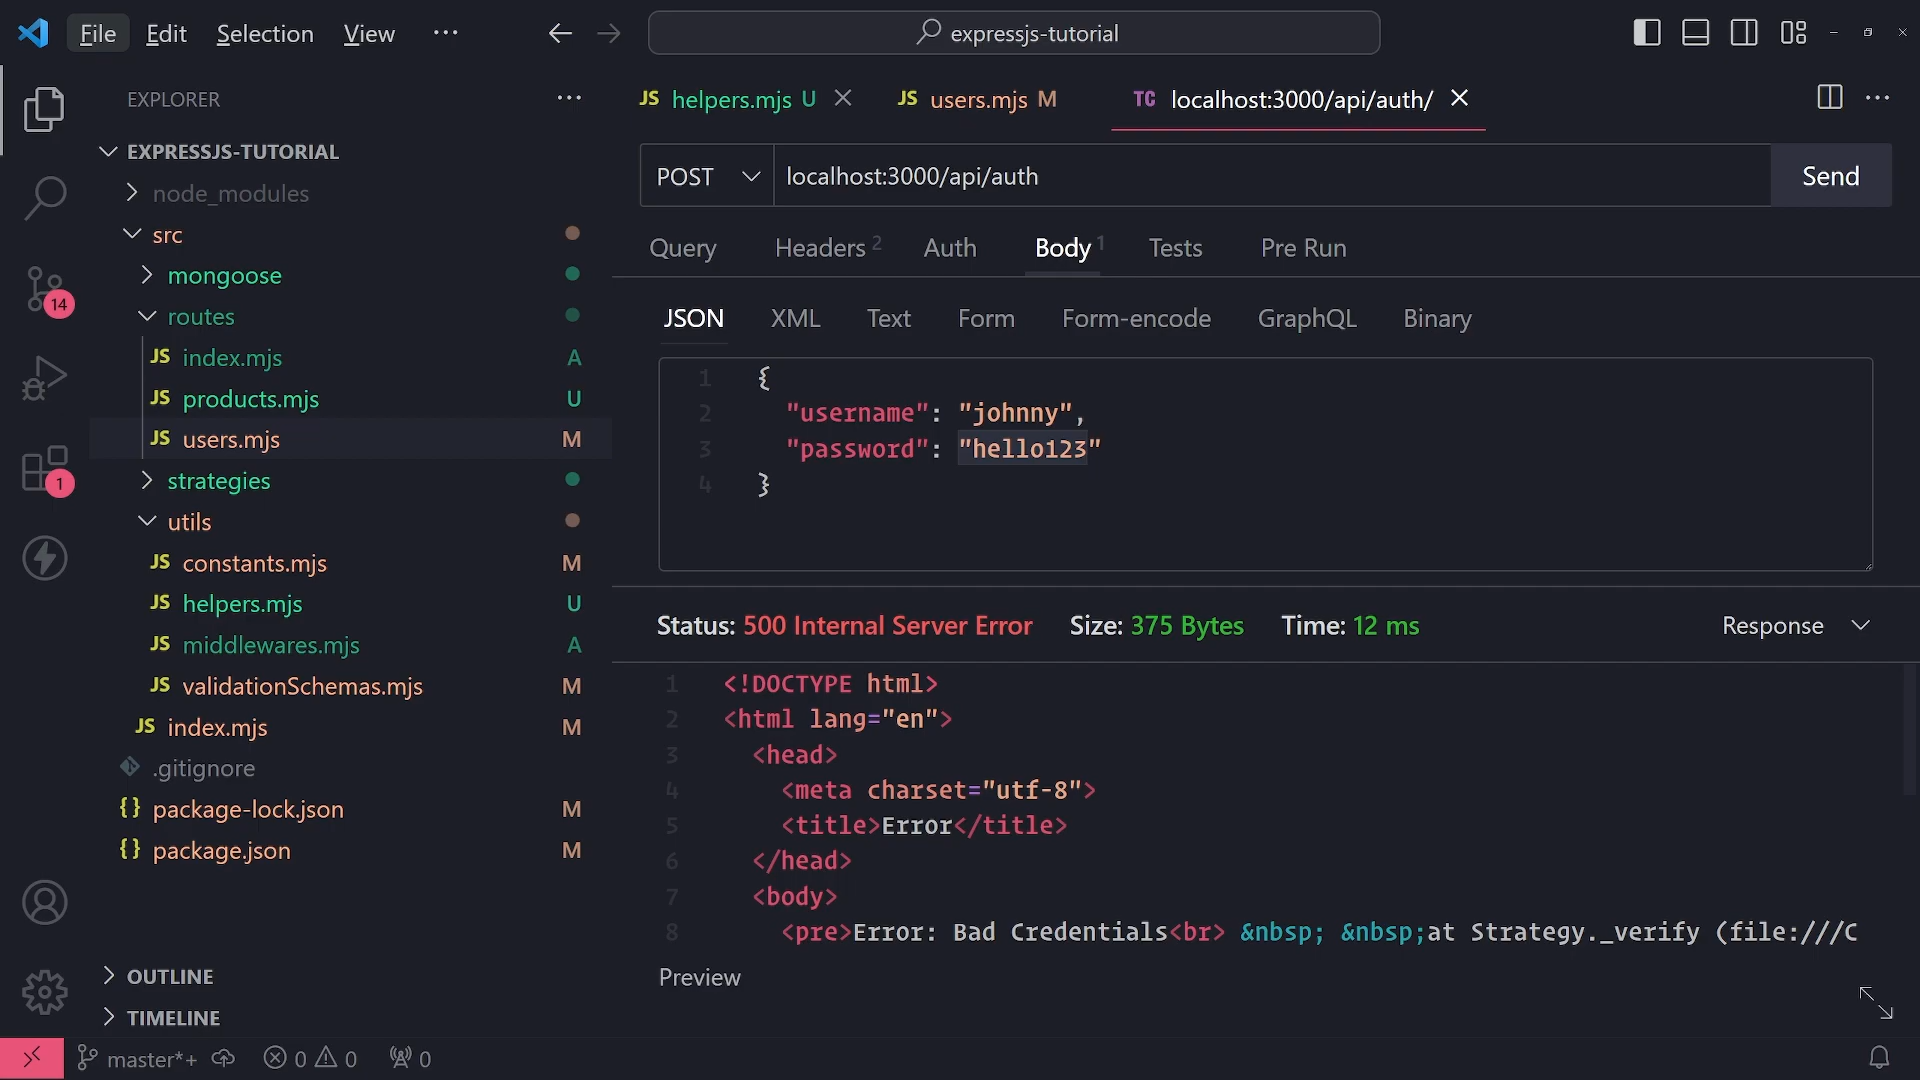 File Edit Selection View ··· expressjs-tutorial
EXPLORER ···
EXPRESSJS-TUTORIAL
node_modules
src
mongoose
routes
JS index.mjs A
JS products.mjs U
JS users.mjs M
strategies
utils
JS constants.mjs M
JS helpers.mjs U
JS middlewares.mjs A
JS validationSchemas.mjs M
JS index.mjs M
.gitignore
{} package-lock.json M
{} package.json M
OUTLINE
TIMELINE
14
1
JS helpers.mjs U JS users.mjs M TC localhost:3000/api/auth/
POST localhost:3000/api/auth Send
Query Headers 2 Auth Body 1 Tests Pre Run
JSON XML Text Form Form-encode GraphQL Binary
1 {
2 "username": "johnny",
3 "password": "hello123"
4 }
Status: 500 Internal Server Error Size: 375 Bytes Time: 12 ms Response
1 <!DOCTYPE html>
2 <html lang="en">
3 <head>
4 <meta charset="utf-8">
5 <title>Error</title>
6 </head>
7 <body>
8 <pre>Error: Bad Credentials<br> &nbsp; &nbsp;at Strategy._verify (file:///C
Preview
master*+ 0 0 0